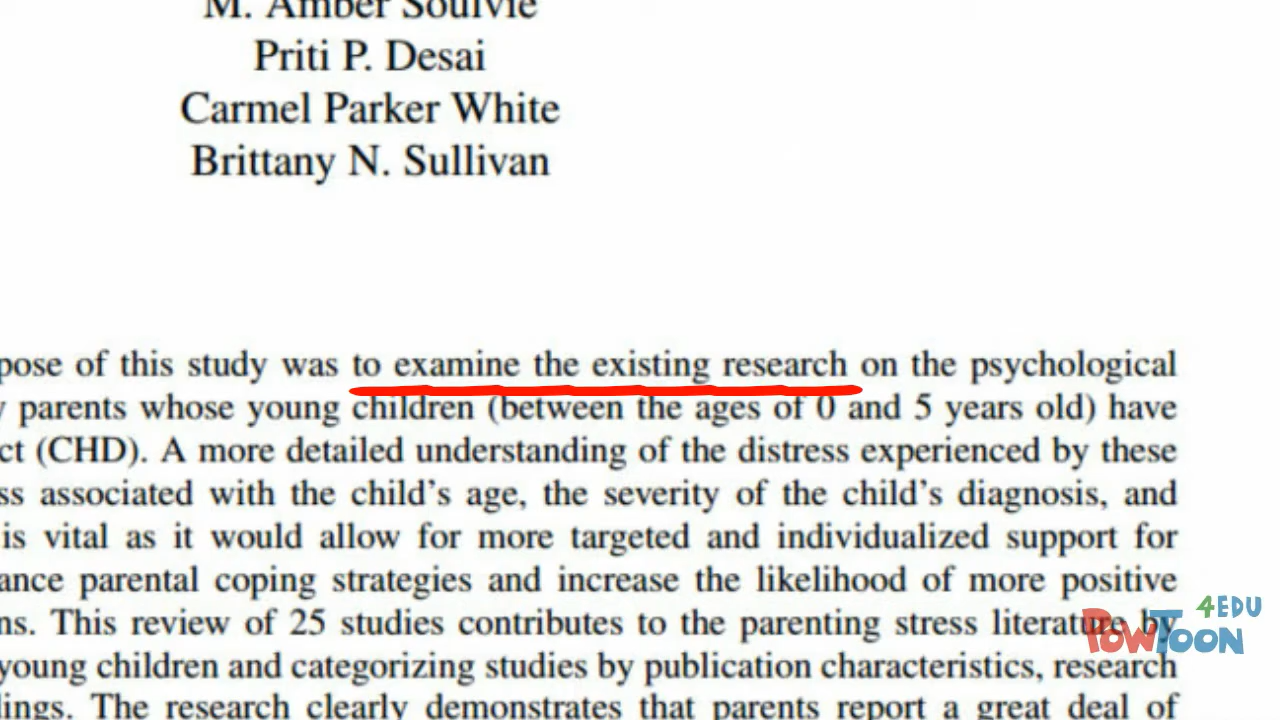 M. Amber Soulvie
Priti P. Desai
Carmel Parker White
Brittany N. Sullivan
pose of this study was to examine the existing research on the psychological
y parents whose young children (between the ages of 0 and 5 years old) have
ct (CHD). A more detailed understanding of the distress experienced by these
ss associated with the child's age, the severity of the child's diagnosis, and
is vital as it would allow for more targeted and individualized support for
ance parental coping strategies and increase the likelihood of more positive
ns. This review of 25 studies contributes to the parenting stress literature by
young children and categorizing studies by publication characteristics, research
lings. The research clearly demonstrates that parents report a great deal of
4EDU
POWTOON